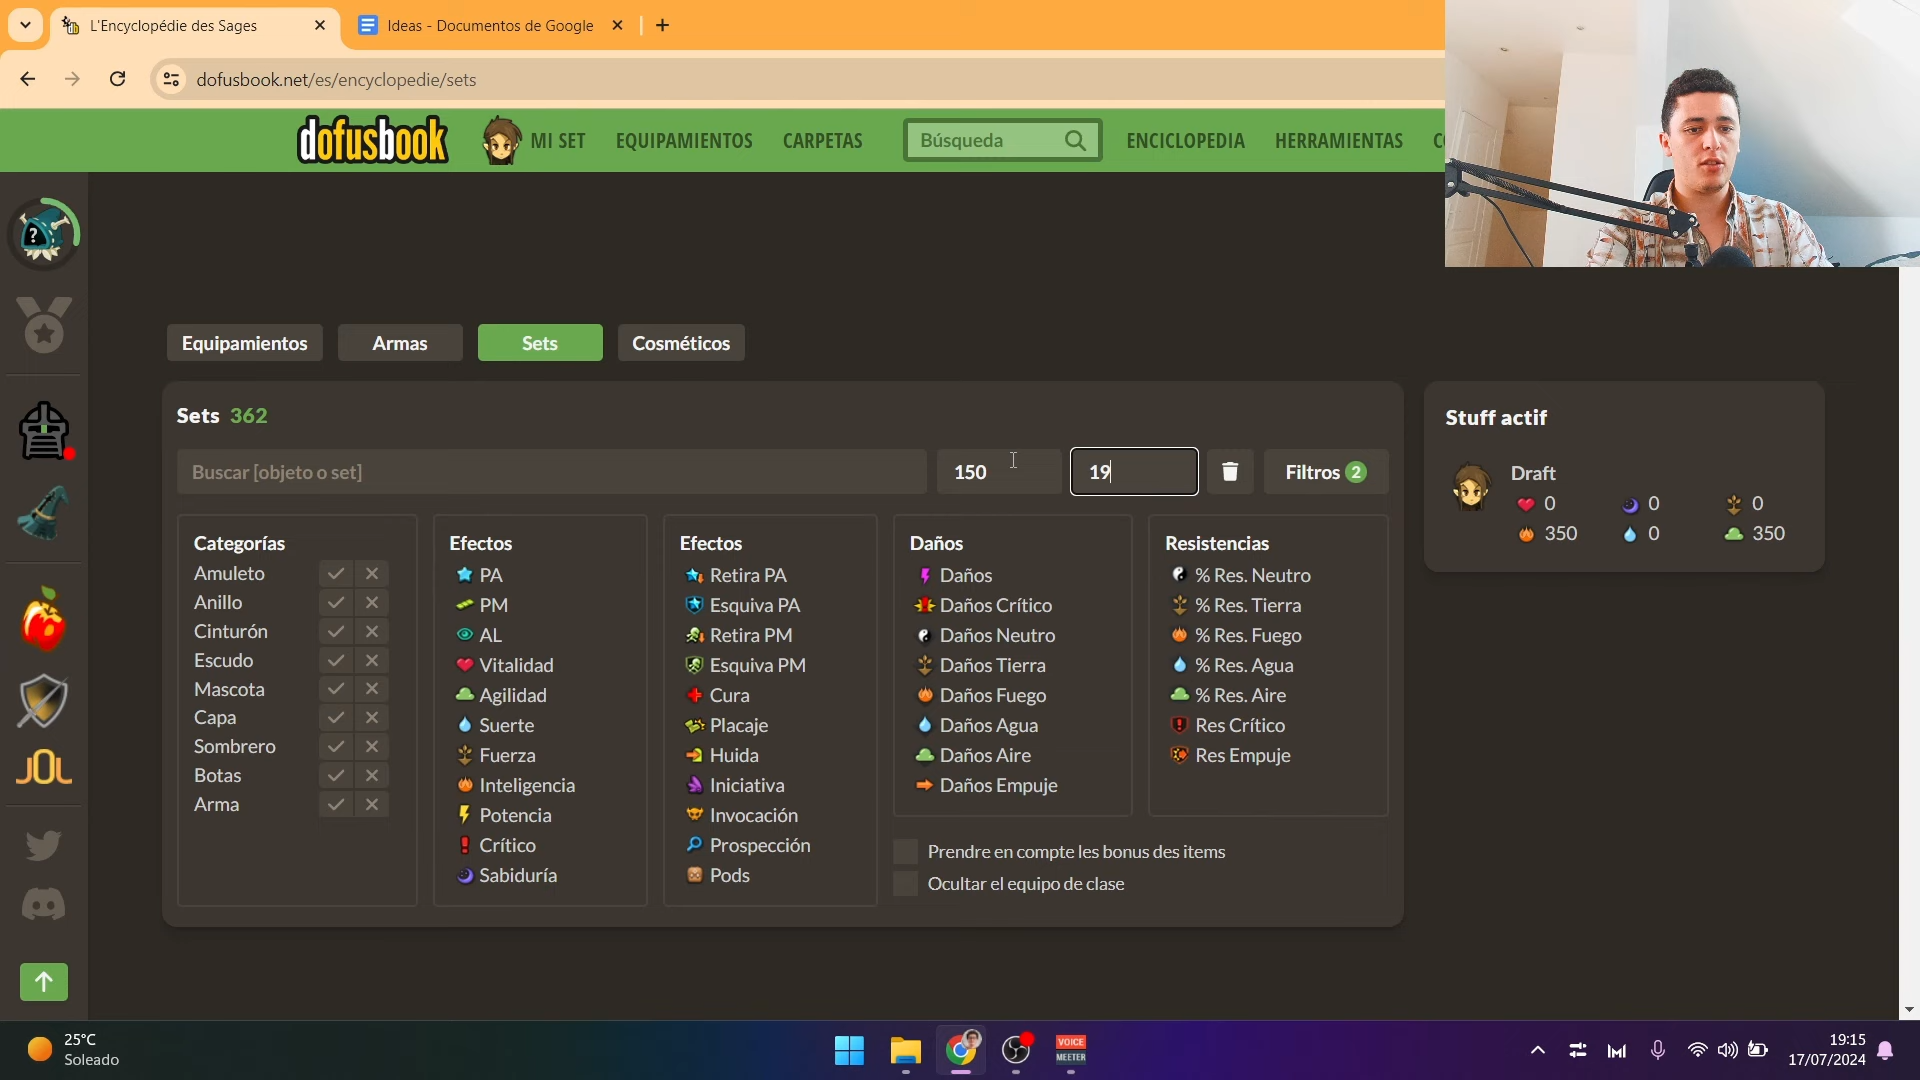 L'Encyclopédie des Sages
Ideas - Documentos de Google
dofusbook.net/es/encyclopedie/sets
dofusbook
MI SET
EQUIPAMIENTOS
CARPETAS
Búsqueda
ENCICLOPEDIA
HERRAMIENTAS
Equipamientos
Armas
Sets
Cosméticos
Sets 362
Buscar [objeto o set]
150
19
Filtros 2
Categorías
Amuleto
Anillo
Cinturón
Escudo
Mascota
Capa
Sombrero
Botas
Arma
Efectos
PA
PM
AL
Vitalidad
Agilidad
Suerte
Fuerza
Inteligencia
Potencia
Crítico
Sabiduría
Efectos
Retira PA
Esquiva PA
Retira PM
Esquiva PM
Cura
Placaje
Huida
Iniciativa
Invocación
Prospección
Pods
Daños
Daños
Daños Crítico
Daños Neutro
Daños Tierra
Daños Fuego
Daños Agua
Daños Aire
Daños Empuje
Resistencias
% Res. Neutro
% Res. Tierra
% Res. Fuego
% Res. Agua
% Res. Aire
Res Crítico
Res Empuje
Prendre en compte les bonus des items
Ocultar el equipo de clase
Stuff actif
Draft
0 0 0
350 0 350
JOL
25°C
Soleado
VOICE
MEETER
19:15
17/07/2024